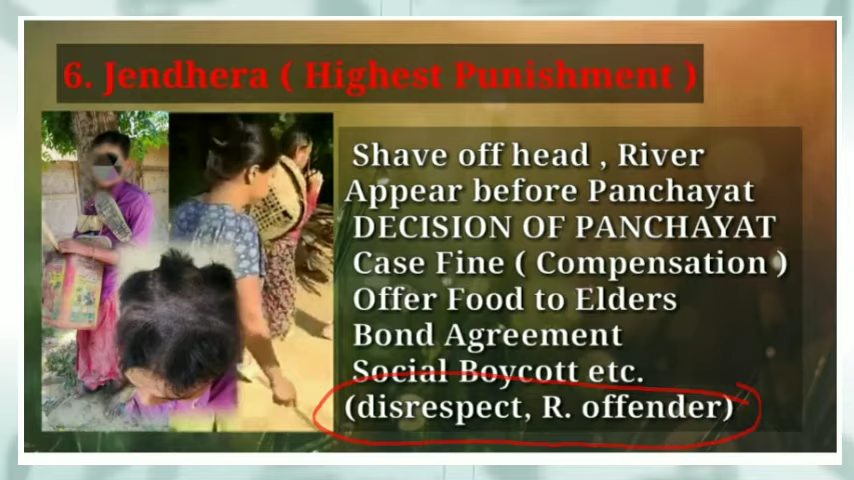 6. Jendhera ( Highest Punishment )
Shave off head , River
Appear before Panchayat
DECISION OF PANCHAYAT
Case Fine ( Compensation )
Offer Food to Elders
Bond Agreement
Social Boycott etc.
(disrespect, R. offender)